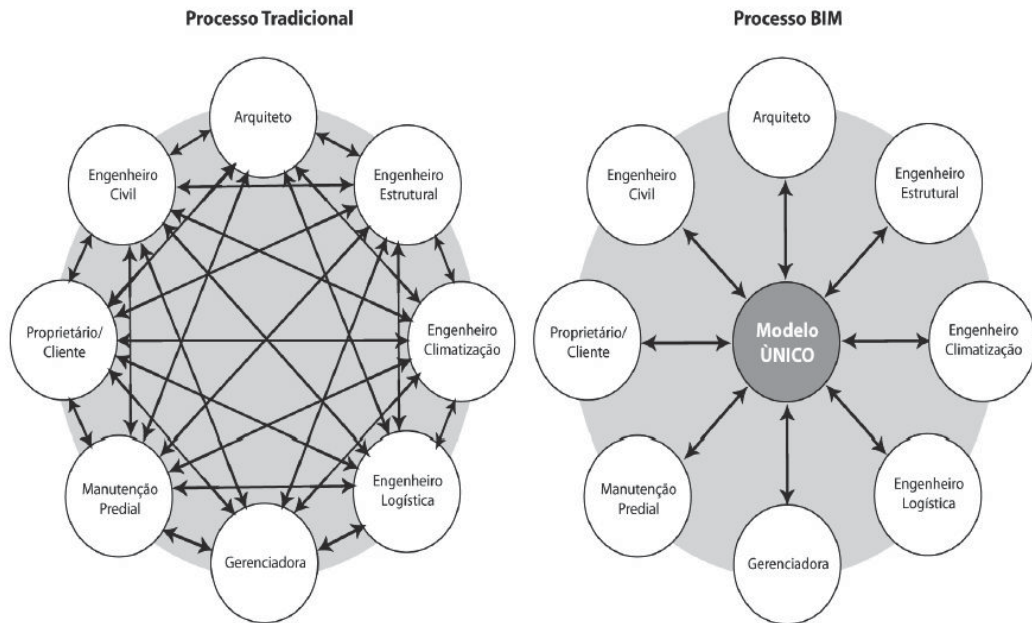 Processo Tradicional
Arquiteto
Engenheiro
Civil
Engenheiro
Estrutural
Proprietário/
Cliente
Engenheiro
Climatização
Manutenção
Predial
Engenheiro
Logística
Gerenciadora
Processo BIM
Arquiteto
Engenheiro
Civil
Engenheiro
Estrutural
Proprietário/
Cliente
Modelo
ÙNICO
Engenheiro
Climatização
Manutenção
Predial
Engenheiro
Logística
Gerenciadora